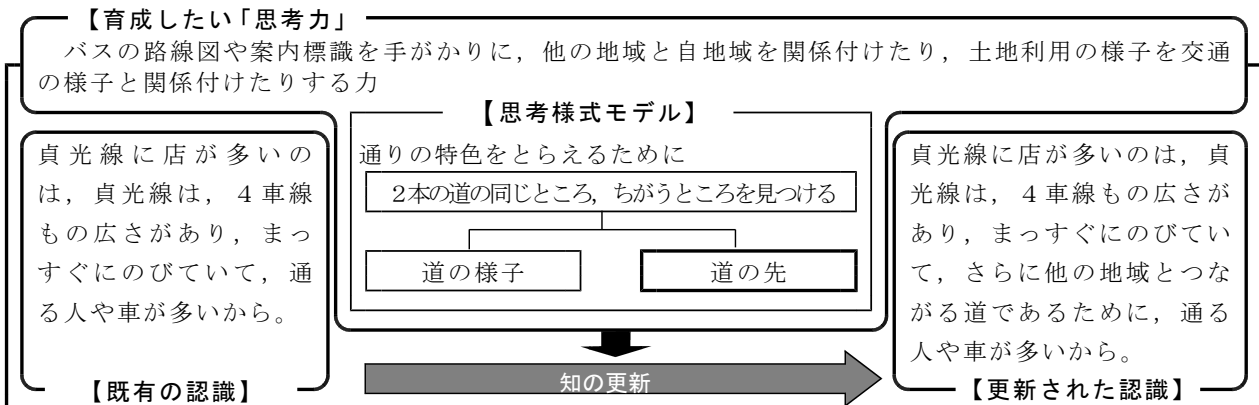 【育成したい「思考力」】
バスの路線図や案内標識を手がかりに，他の地域と自地域を関係付けたり，土地利用の様子を交通
の様子と関係付けたりする力
【思考様式モデル】
貞光線に店が多いの
は，貞光線は，４車線
もの広さがあり，まっ
すぐにのびていて，通
る人や車が多いから。
【既有の認識】
通りの特色をとらえるために
２本の道の同じところ，ちがうところを見つける
道の様子
道の先
知の更新
貞光線に店が多いのは，貞
光線は，４車線もの広さが
あり，まっすぐにのびてい
て，さらに他の地域とつな
がる道であるために，通る
人や車が多いから。
【更新された認識】